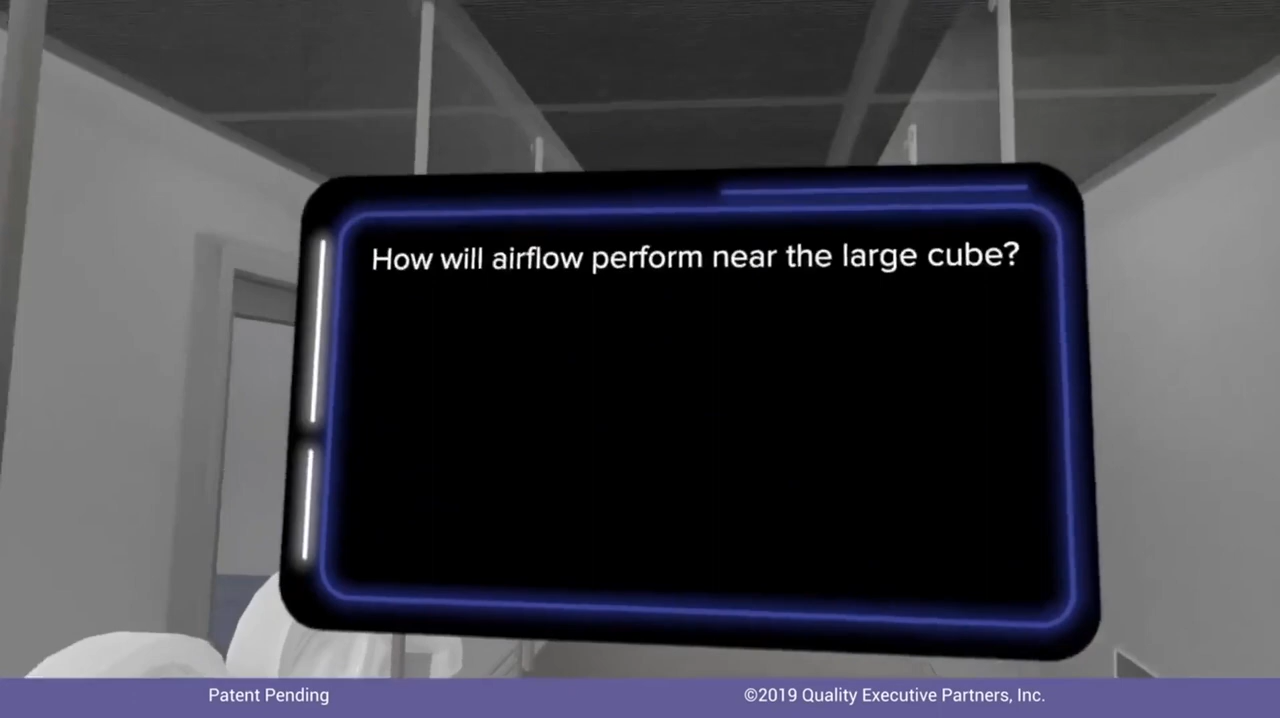 How will airflow perform near the large cube?
Patent Pending
©2019 Quality Executive Partners, Inc.